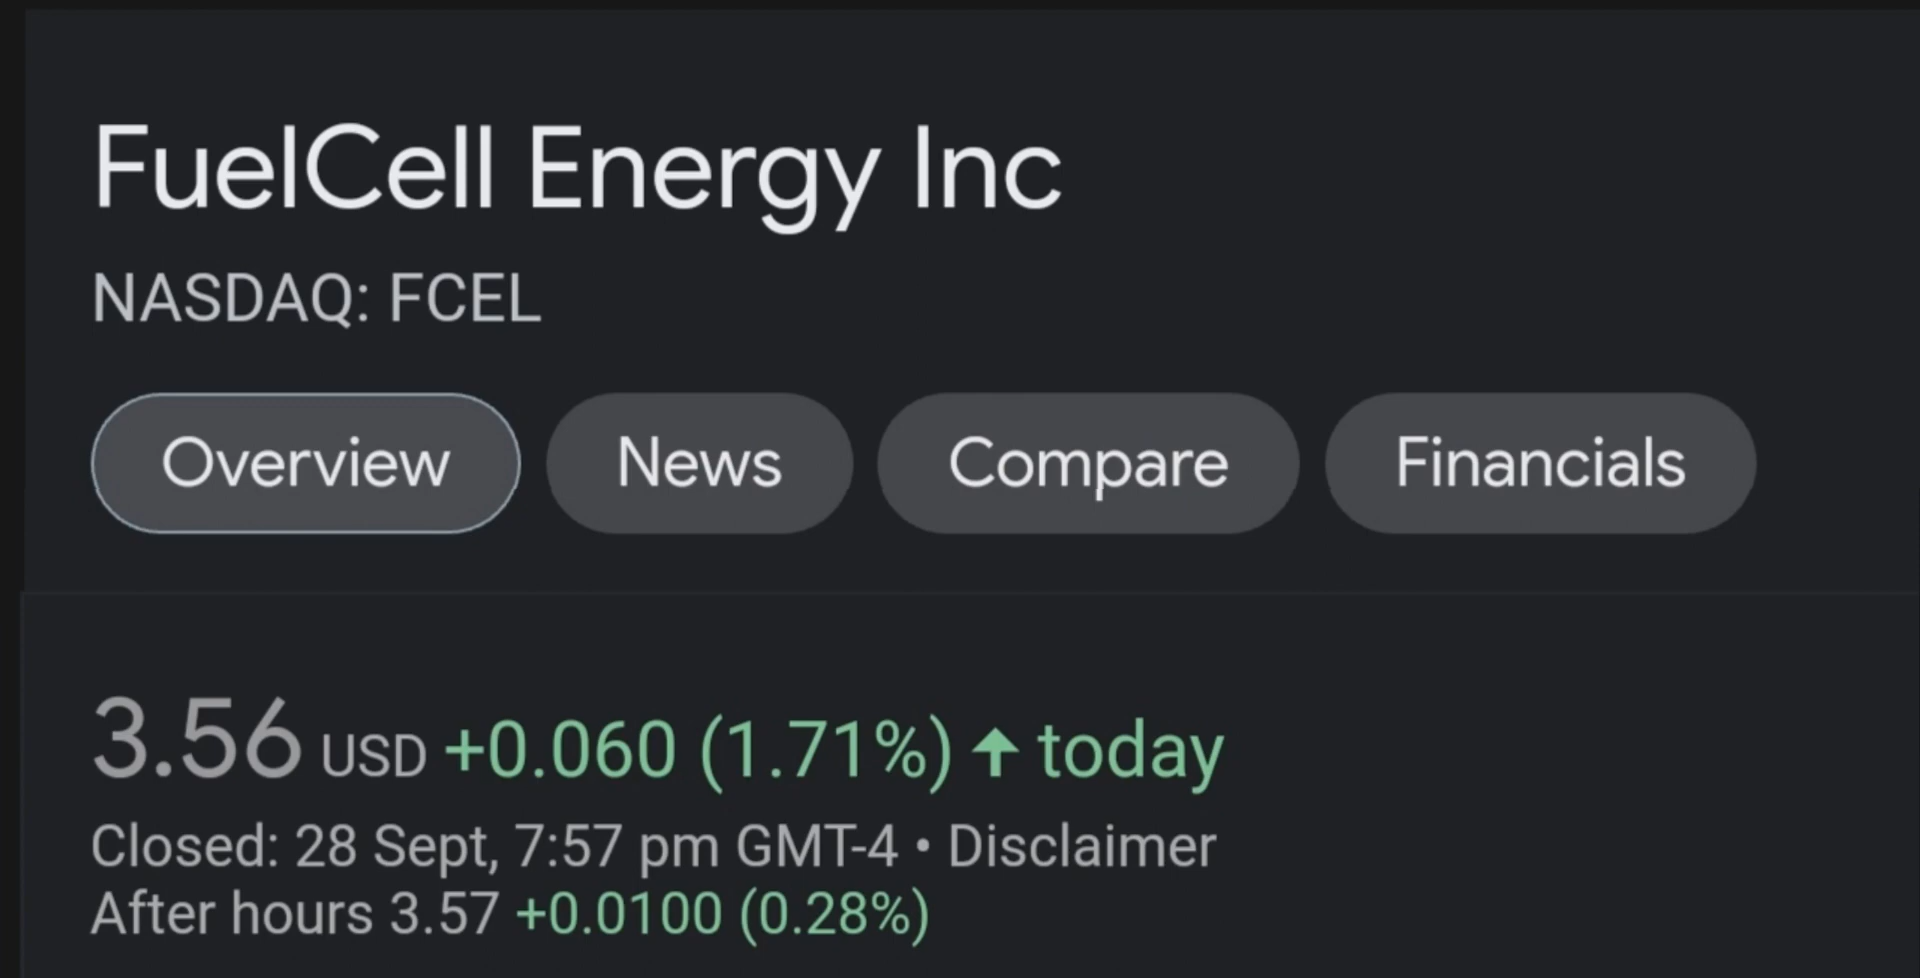 FuelCell Energy Inc
NASDAQ: FCEL
Overview News Compare Financials
3.56 USD +0.060 (1.71%) ↑ today
Closed: 28 Sept, 7:57 pm GMT-4 • Disclaimer
After hours 3.57 +0.0100 (0.28%)